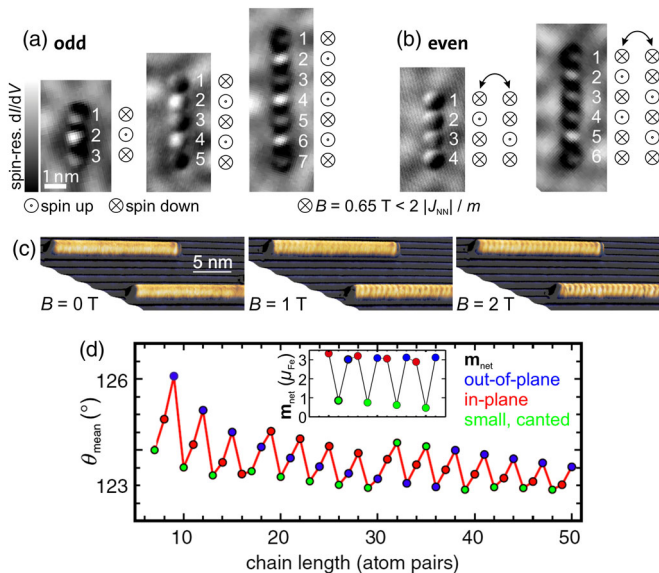 (a) odd
(b) even
spin-res. dI/dV
1 nm
1
2
3
1
2
3
4
5
1
2
3
4
5
6
7
1
2
3
4
1
2
3
4
5
6
⊙ spin up ⊗ spin down
⊗ B = 0.65 T < 2 |J_NN| / m
(c)
5 nm
B = 0 T
B = 1 T
B = 2 T
(d)
126
123
θ_mean (°)
3
2
1
0
m_net (μ_Fe)
m_net
out-of-plane
in-plane
small, canted
10 20 30 40 50
chain length (atom pairs)